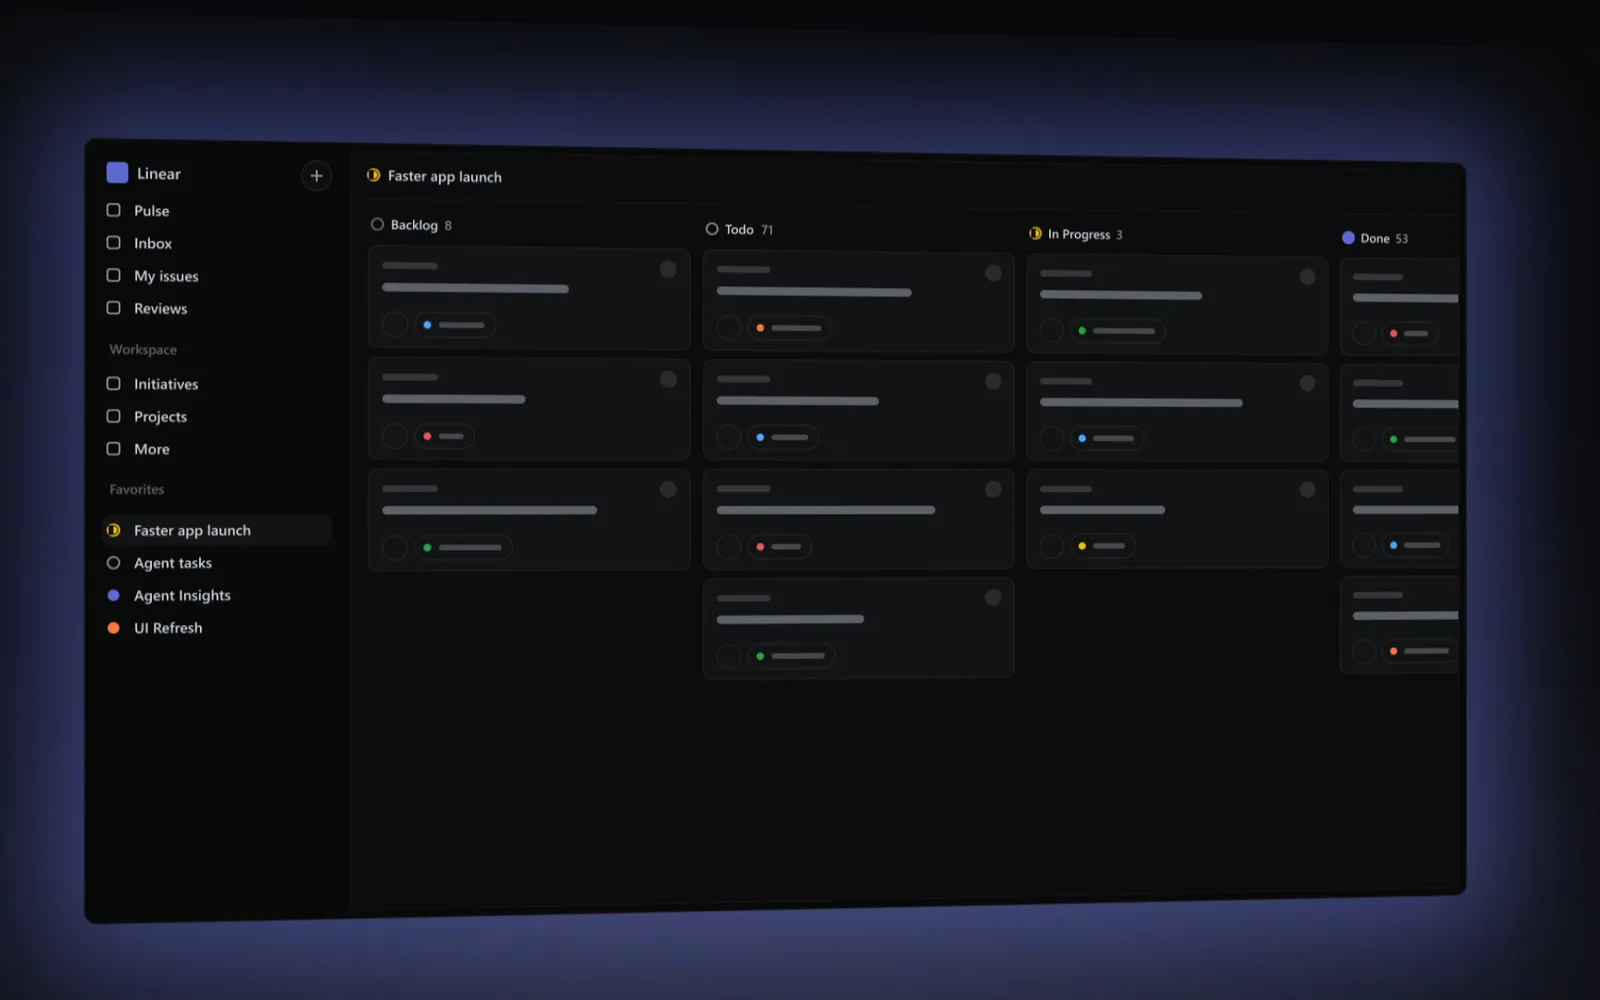 Linear
Pulse
Inbox
My issues
Reviews
Workspace
Initiatives
Projects
More
Favorites
Faster app launch
Agent tasks
Agent Insights
UI Refresh
Faster app launch
Backlog 8
Todo 71
In Progress 3
Done 53